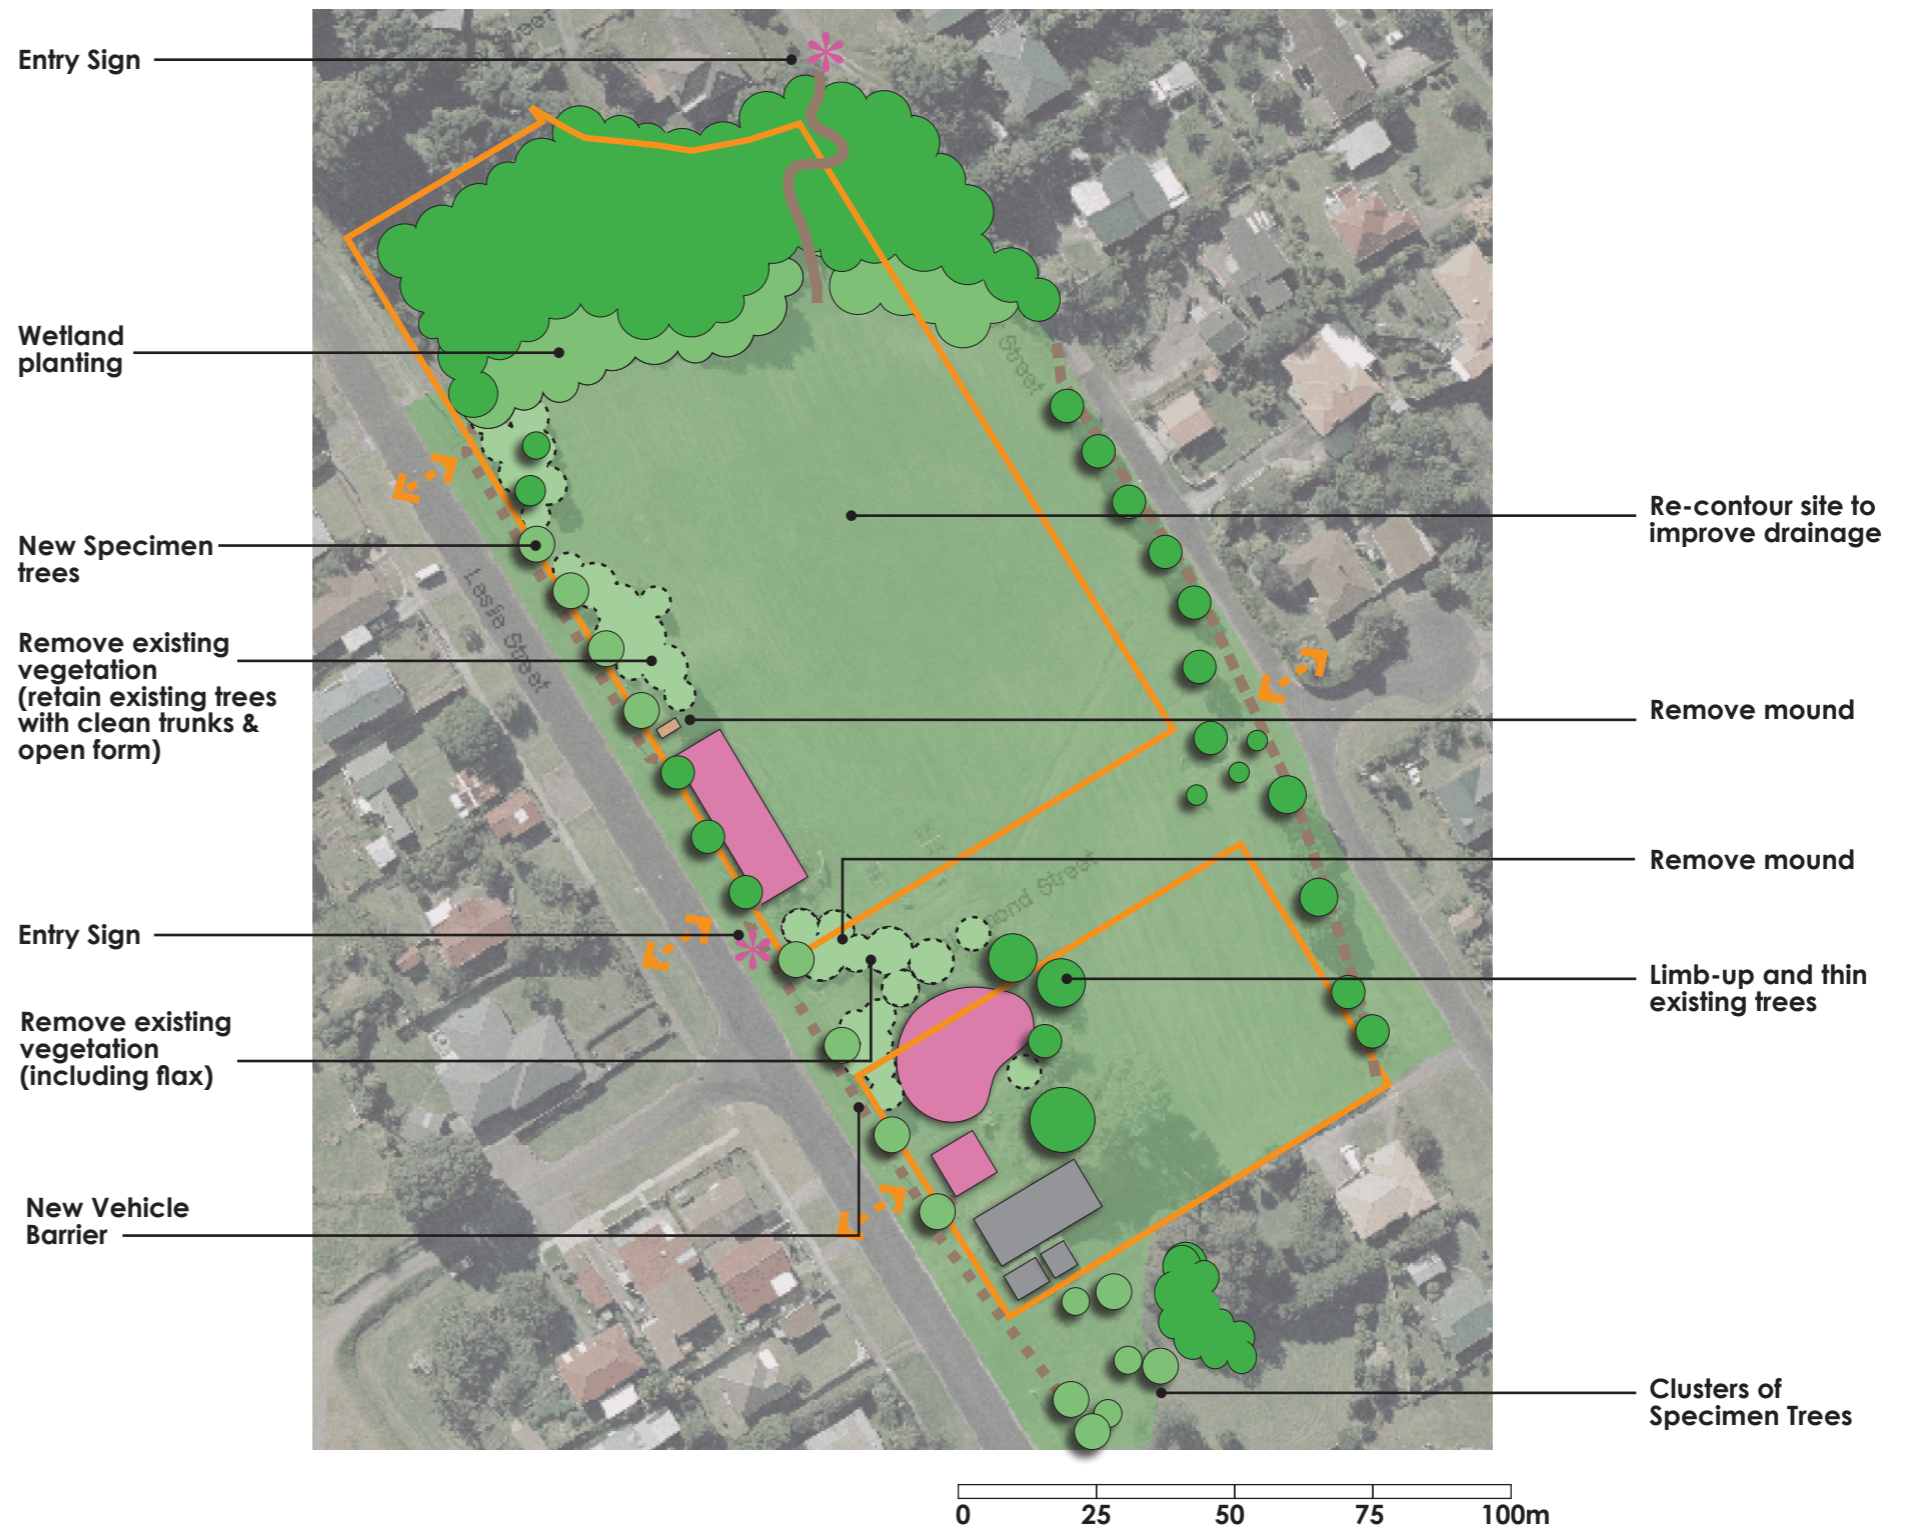 Entry Sign
Wetland
planting
New Specimen
trees
Remove existing
vegetation
(retain existing trees
with clean trunks &
open form)
Entry Sign
Remove existing
vegetation
(including flax)
New Vehicle
Barrier
Street
Street
Leslie Street
Street
Re-contour site to
improve drainage
Remove mound
Remove mound
Limb-up and thin
existing trees
Clusters of
Specimen Trees
0 25 50 75 100m